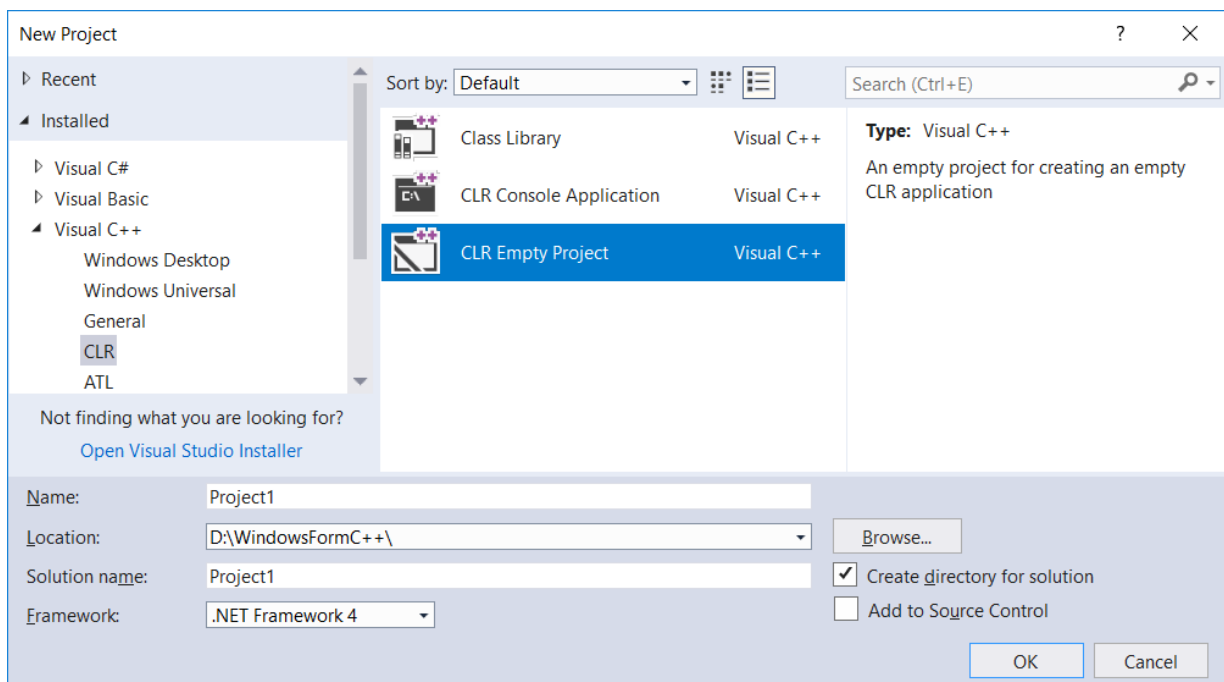 New Project
?
Recent
Installed
Visual C#
Visual Basic
Visual C++
Windows Desktop
Windows Universal
General
CLR
ATL
Not finding what you are looking for?
Open Visual Studio Installer
Sort by: Default
Class Library Visual C++
C:\
CLR Console Application Visual C++
CLR Empty Project Visual C++
Search (Ctrl+E)
Type: Visual C++
An empty project for creating an empty
CLR application
Name: Project1
Location: D:\WindowsFormC++\ Browse...
Solution name: Project1
Create directory for solution
Framework: .NET Framework 4
Add to Source Control
OK Cancel